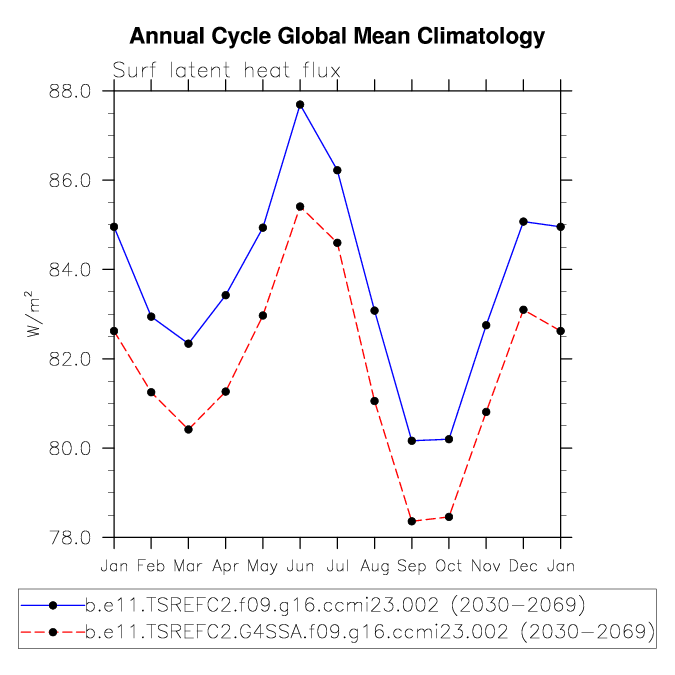 Annual Cycle Global Mean Climatology
Surf latent heat flux
88.0
86.0
84.0
82.0
80.0
78.0
W/m²
Jan Feb Mar Apr May Jun Jul Aug Sep Oct Nov Dec Jan
b.e11.TSREFC2.f09.g16.ccmi23.002 (2030-2069)
b.e11.TSREFC2.G4SSA.f09.g16.ccmi23.002 (2030-2069)